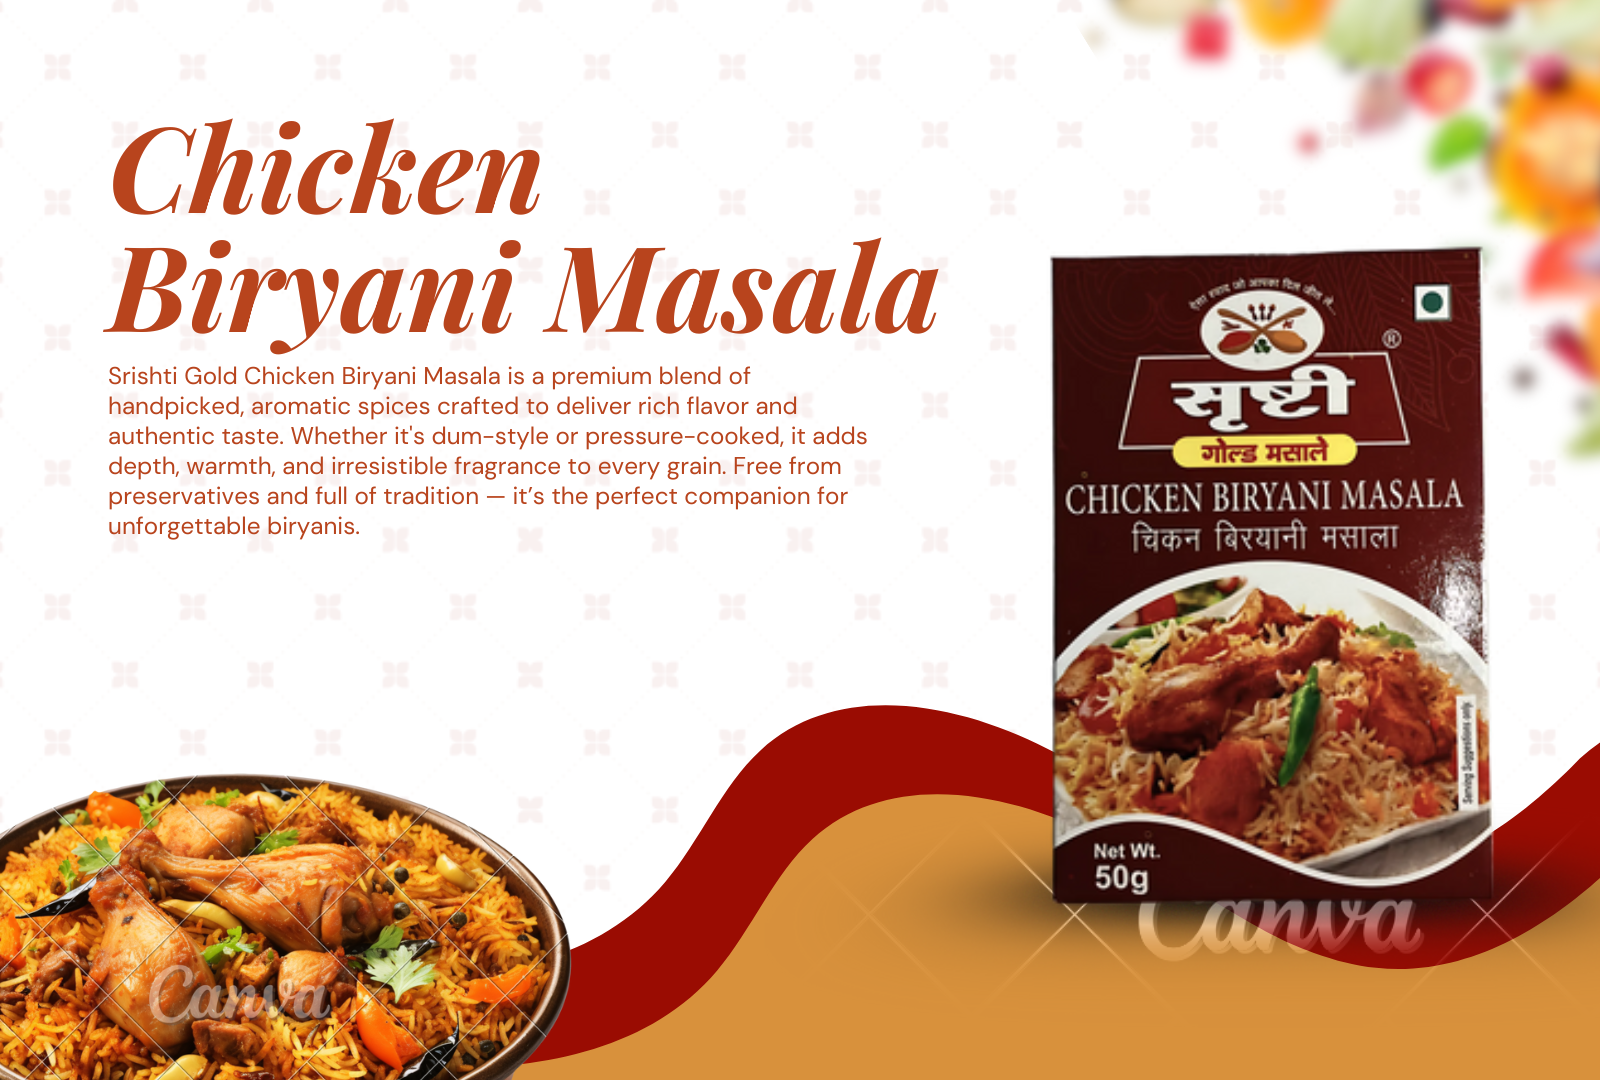 Chicken
Biryani Masala
Srishti Gold Chicken Biryani Masala is a premium blend of
handpicked, aromatic spices crafted to deliver rich flavor and
authentic taste. Whether it's dum-style or pressure-cooked, it adds
depth, warmth, and irresistible fragrance to every grain. Free from
preservatives and full of tradition — it’s the perfect companion for
unforgettable biryanis.
ऐसा स्वाद जो आपका दिल जीत ले...
®
सृष्टी
गोल्ड मसाले
CHICKEN BIRYANI MASALA
चिकन बिरयानी मसाला
Serving Suggestions only.
Net Wt.
50g
Canva
Canva